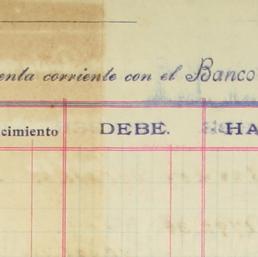 enta corriente con el Banco
cimiento DEBE. HA